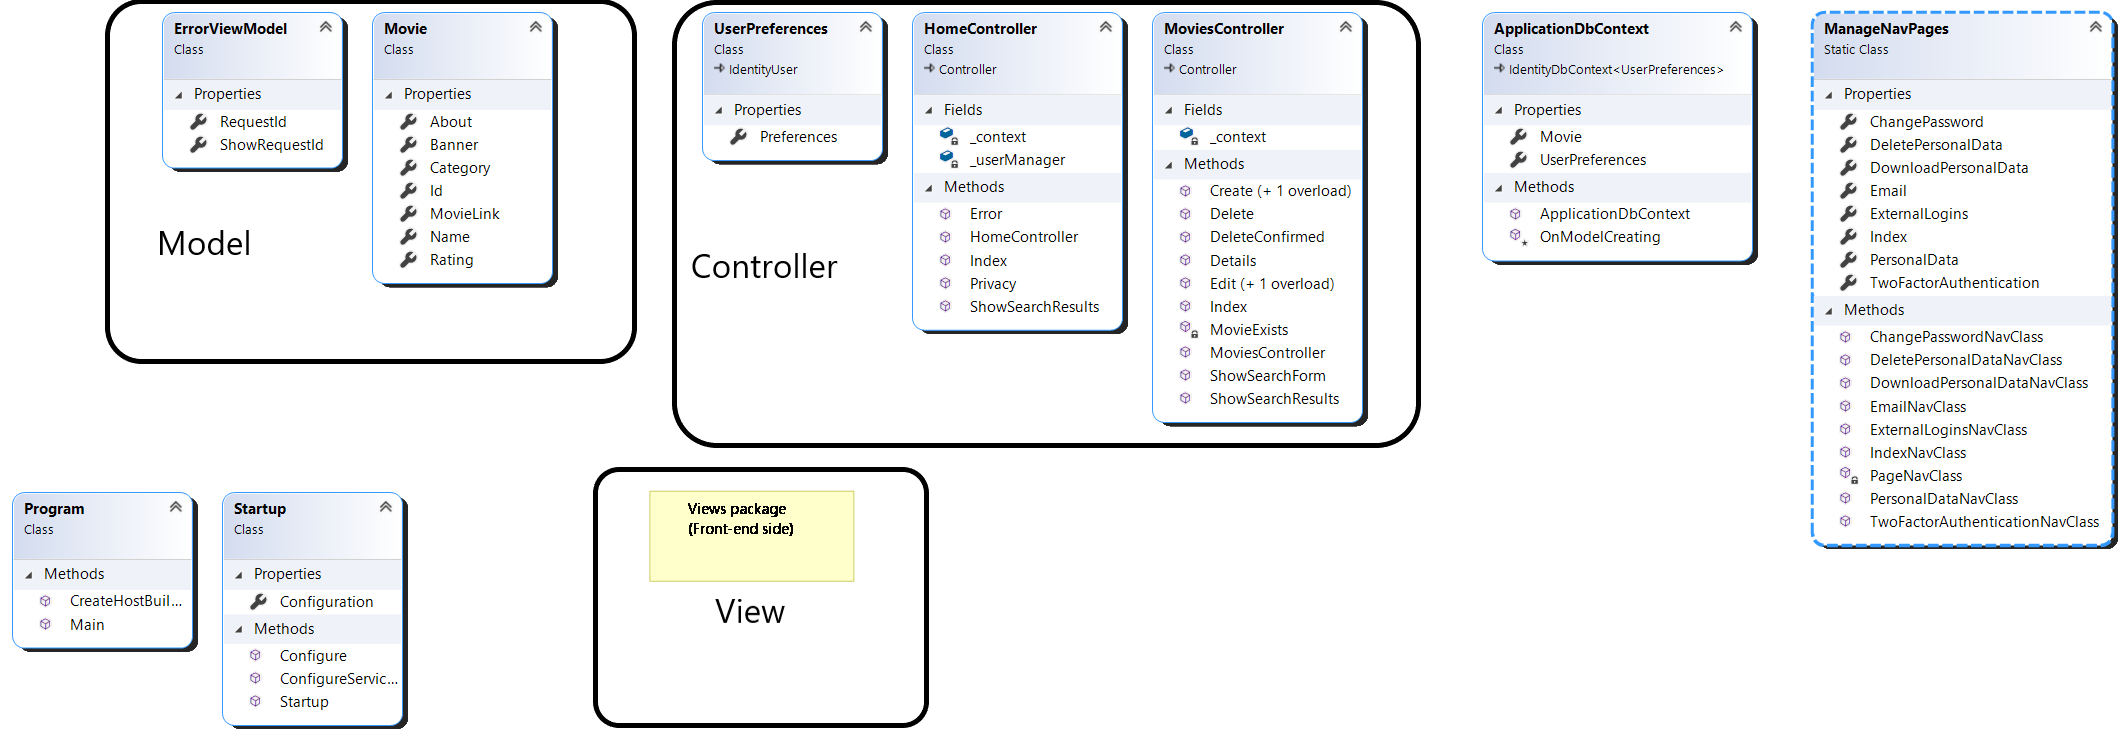 ErrorViewModel
Class
Properties
RequestId
ShowRequestId
Movie
Class
Properties
About
Banner
Category
Id
MovieLink
Name
Rating
Model
UserPreferences
Class
IdentityUser
Properties
Preferences
HomeController
Class
Controller
Fields
_context
_userManager
Methods
Error
HomeController
Index
Privacy
ShowSearchResults
MoviesController
Class
Controller
Fields
_context
Methods
Create (+ 1 overload)
Delete
DeleteConfirmed
Details
Edit (+ 1 overload)
Index
MovieExists
MoviesController
ShowSearchForm
ShowSearchResults
Controller
ApplicationDbContext
Class
IdentityDbContext<UserPreferences>
Properties
Movie
UserPreferences
Methods
ApplicationDbContext
OnModelCreating
ManageNavPages
Static Class
Properties
ChangePassword
DeletePersonalData
DownloadPersonalData
Email
ExternalLogins
Index
PersonalData
TwoFactorAuthentication
Methods
ChangePasswordNavClass
DeletePersonalDataNavClass
DownloadPersonalDataNavClass
EmailNavClass
ExternalLoginsNavClass
IndexNavClass
PageNavClass
PersonalDataNavClass
TwoFactorAuthenticationNavClass
Program
Class
Methods
CreateHostBuil...
Main
Startup
Class
Properties
Configuration
Methods
Configure
ConfigureServic...
Startup
Views package
(Front-end side)
View